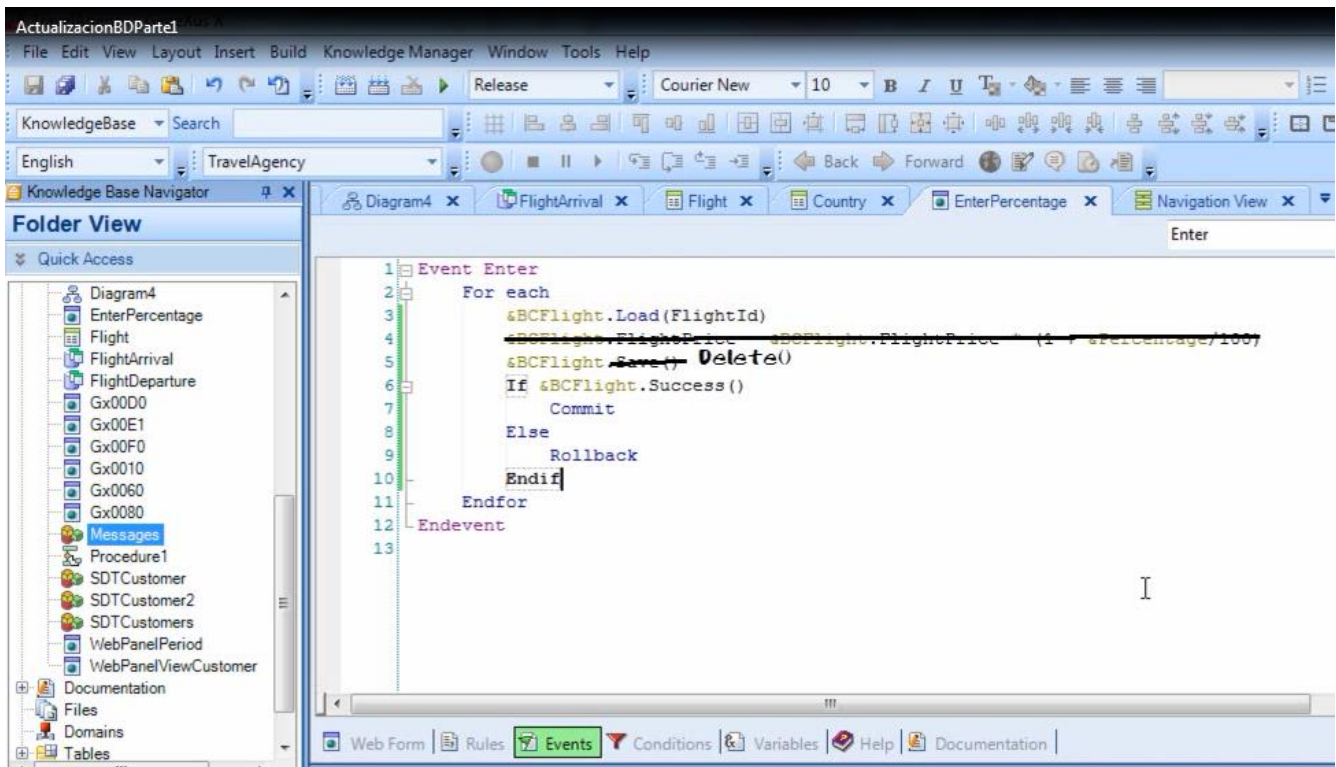 ActualizacionBDParte1
File Edit View Layout Insert Build Knowledge Manager Window Tools Help
Release Courier New 10 B I U
KnowledgeBase Search
English TravelAgency Back Forward
Knowledge Base Navigator
Diagram4 FlightArrival Flight Country EnterPercentage Navigation View
Folder View
Enter
Quick Access
Diagram4
EnterPercentage
Flight
FlightArrival
FlightDeparture
Gx00D0
Gx00E1
Gx00F0
Gx0010
Gx0060
Gx0080
Messages
Procedure1
SDTCustomer
SDTCustomer2
SDTCustomers
WebPanelPeriod
WebPanelViewCustomer
Documentation
Files
Domains
Tables
1 Event Enter
2 For each
3 &BCFlight.Load(FlightId)
4 &BCFlight.FlightPrice = &BCFlight.FlightPrice * (1 + &Percentage/100)
5 &BCFlight.Save() Delete()
6 If &BCFlight.Success()
7 Commit
8 Else
9 Rollback
10 Endif
11 Endfor
12 Endevent
13
Web Form Rules Events Conditions Variables Help Documentation